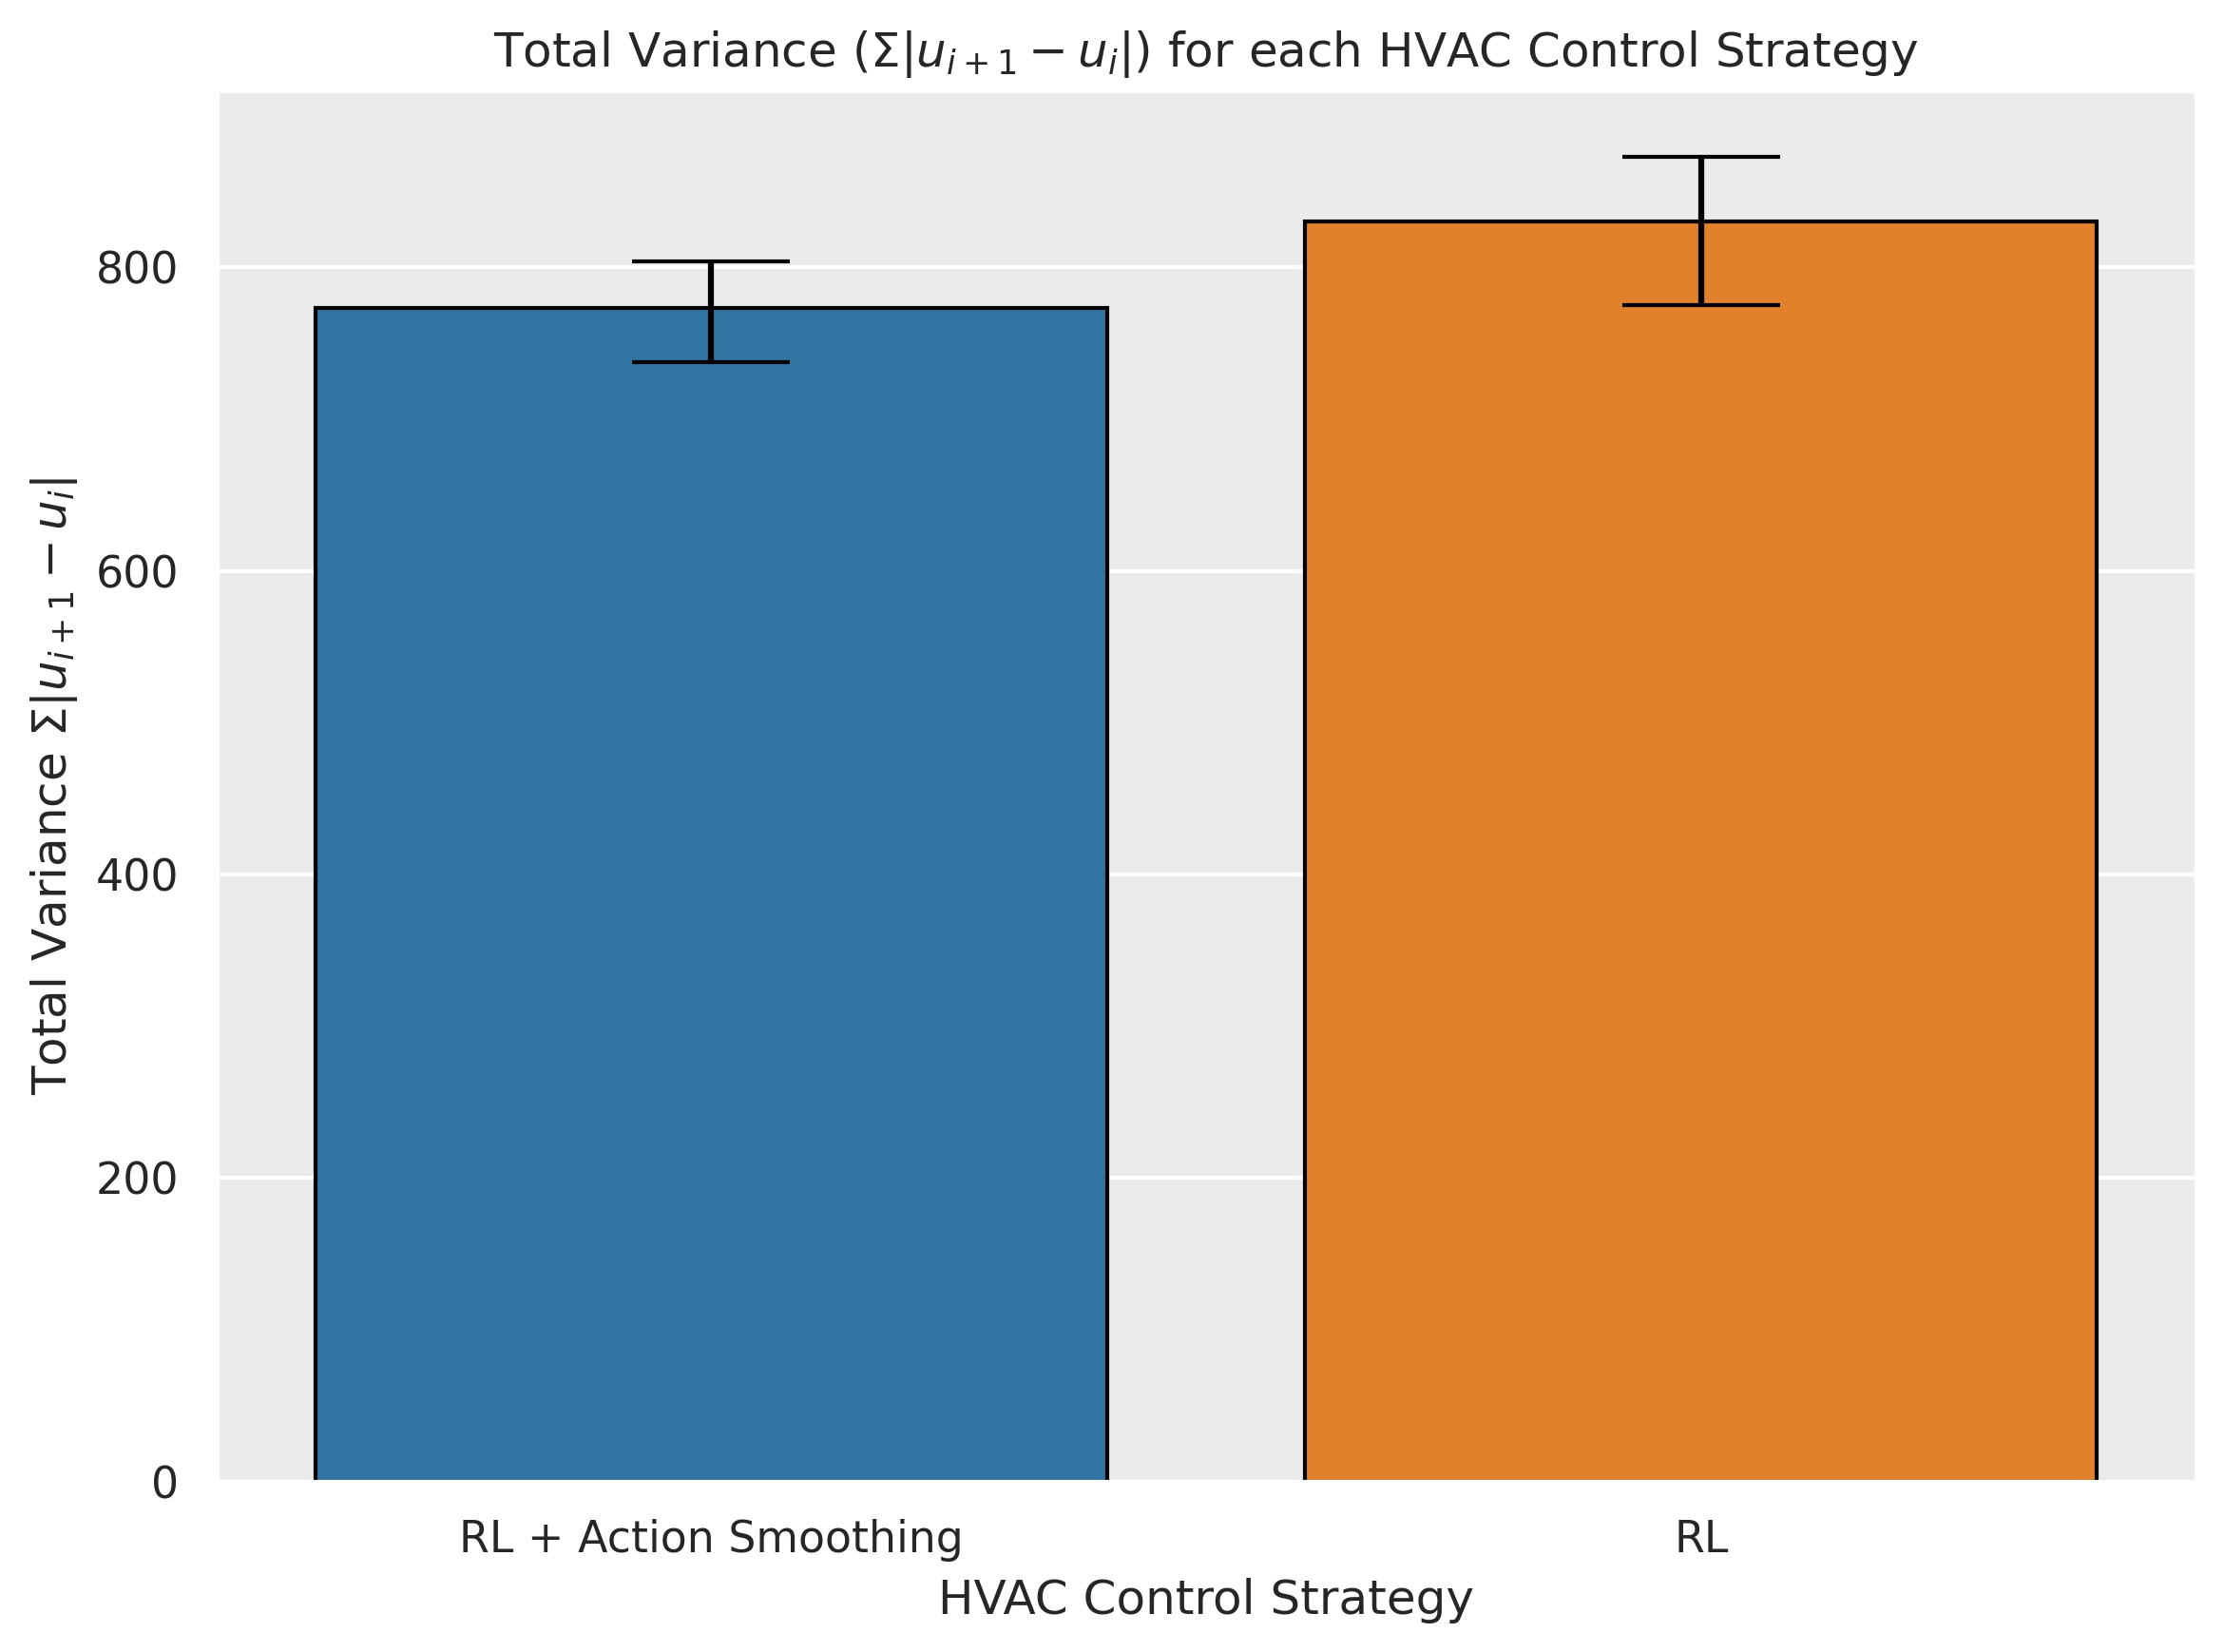 Total Variance (Σ|u_{i+1} − u_i|) for each HVAC Control Strategy
Total Variance Σ|u_{i+1} − u_i|
800
600
400
200
0
RL + Action Smoothing
RL
HVAC Control Strategy